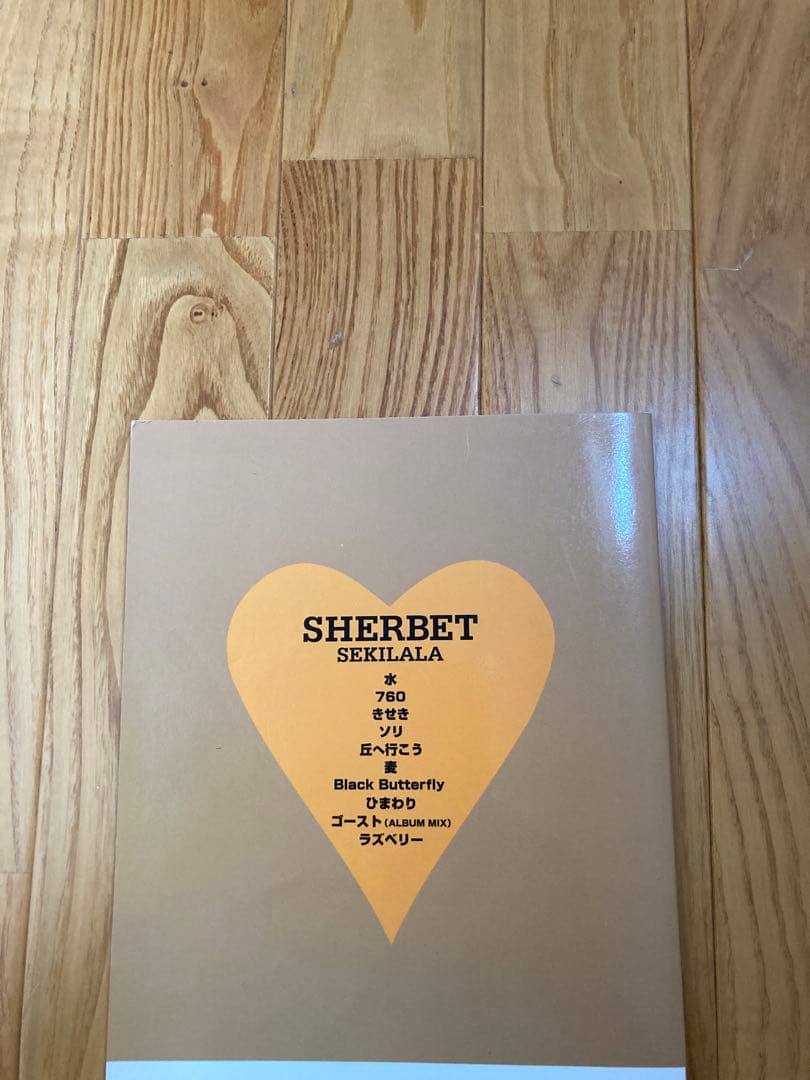 SHERBET
SEKILALA
水
760
きせき
ソリ
丘へ行こう
麦
Black Butterfly
ひまわり
ゴースト(ALBUM MIX)
ラズベリー